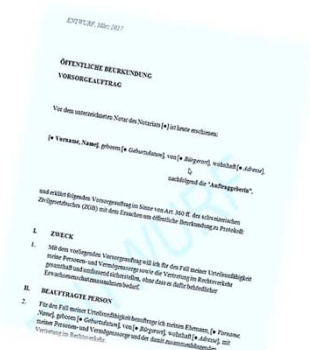 ENTWURF, März 2017
ÖFFENTLICHE BEURKUNDUNG
VORSORGEAUFTRAG
Vor dem unterzeichneten Notar des Notariats [●] ist heute erschienen:
[● Vorname, Name], geboren [● Geburtsdatum], von [● Bürgerort], wohnhaft [● Adresse],
nachfolgend die "Auftraggeberin",
und erklärt folgenden Vorsorgeauftrag im Sinne von Art. 360 ff. des schweizerischen
Zivilgesetzbuches (ZGB) mit dem Ersuchen um öffentliche Beurkundung zu Protokoll:
I. ZWECK
1. Mit dem vorliegenden Vorsorgeauftrag will ich für den Fall meiner Urteilsunfähigkeit
meine Personen- und Vermögenssorge sowie die Vertretung im Rechtsverkehr
gesamthaft und umfassend sicherstellen, ohne dass es dafür behördlicher
Erwachsenenschutzmassnahmen bedarf.
II. BEAUFTRAGTE PERSON
2. Für den Fall meiner Urteilsunfähigkeit beauftrage ich meinen Ehemann, [● Vorname
Name], geboren [● Geburtsdatum], von [● Bürgerort], wohnhaft [● Adresse], mit
meiner Personen- und Vermögenssorge und der damit zusammenhängenden
Vertretung im Rechtsverkehr.
ENTWURF